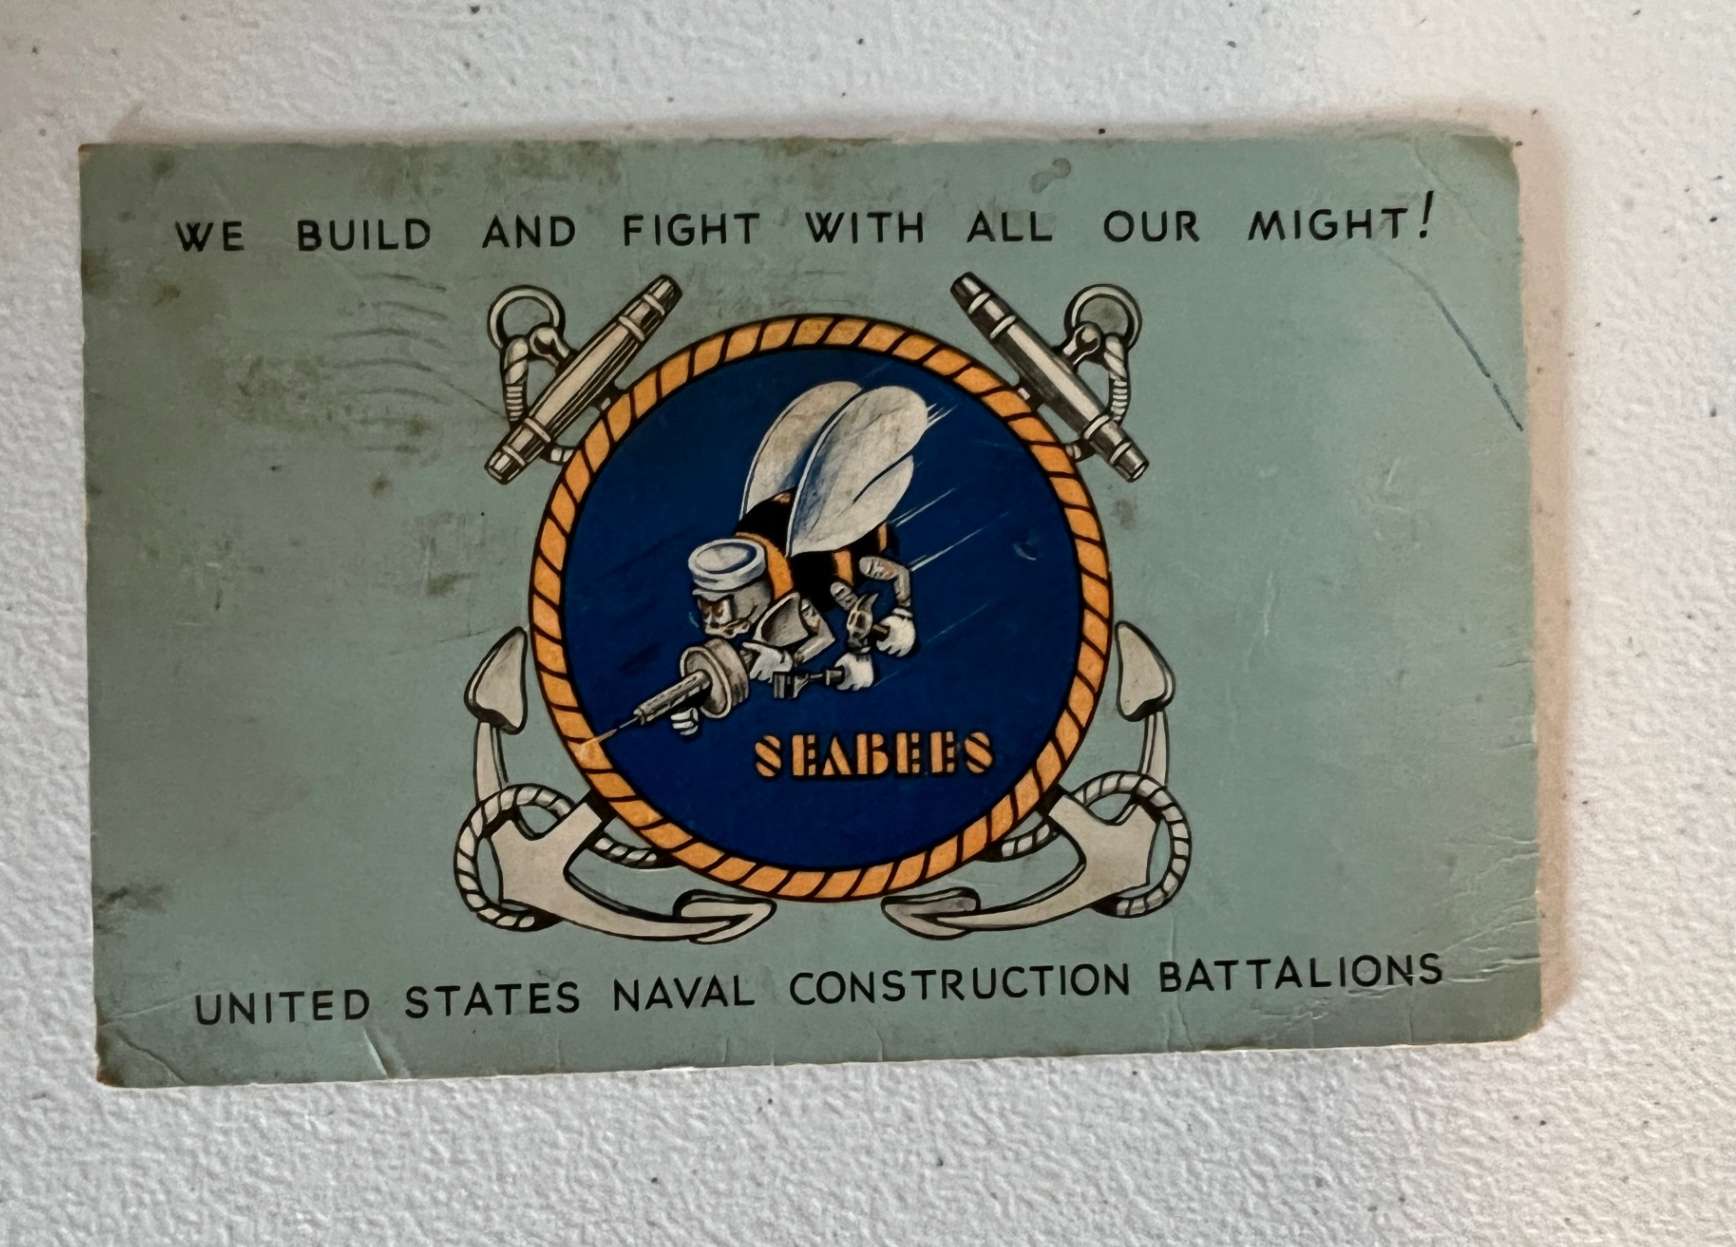 WE BUILD AND FIGHT WITH ALL OUR MIGHT!
SEABEES
UNITED STATES NAVAL CONSTRUCTION BATTALIONS